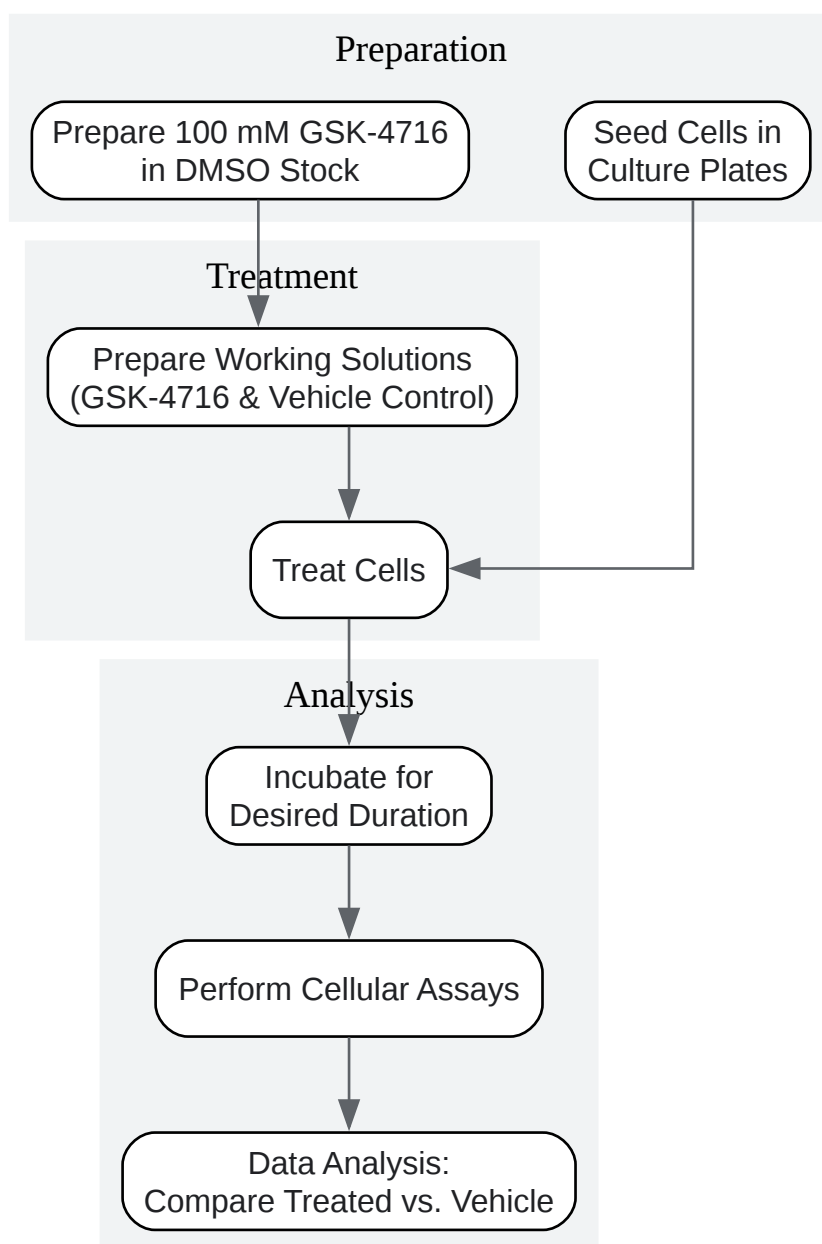 Preparation
Prepare 100 mM GSK-4716
in DMSO Stock
Seed Cells in
Culture Plates
Treatment
Prepare Working Solutions
(GSK-4716 & Vehicle Control)
Treat Cells
Analysis
Incubate for
Desired Duration
Perform Cellular Assays
Data Analysis:
Compare Treated vs. Vehicle